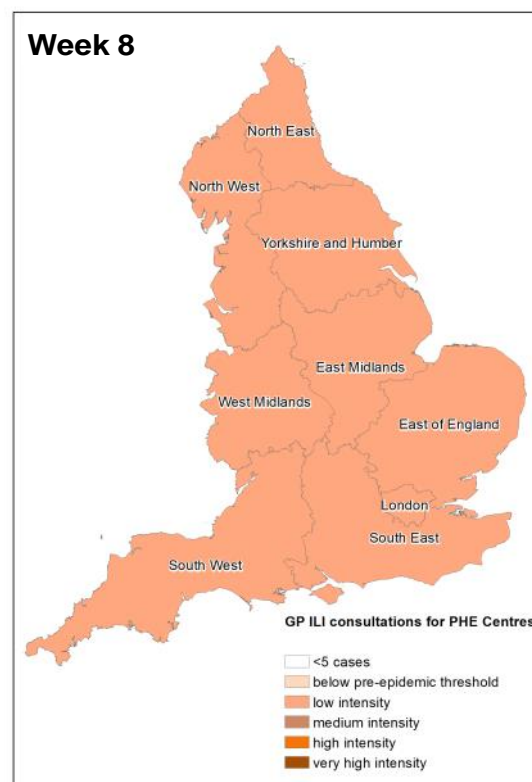 Week 8
North East
North West
Yorkshire and Humber
East Midlands
West Midlands
East of England
London
South East
South West
GP ILI consultations for PHE Centres
<5 cases
below pre-epidemic threshold
low intensity
medium intensity
high intensity
very high intensity